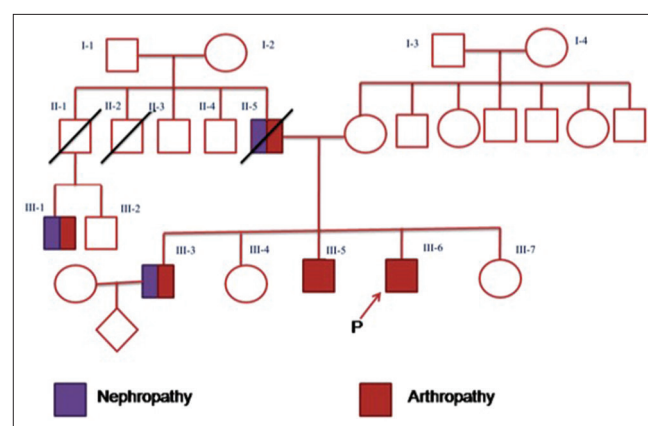 I-1 I-2 I-3 I-4
II-1 II-2 II-3 II-4 II-5
III-1 III-2
III-3 III-4 III-5 III-6 III-7
P
Nephropathy Arthropathy